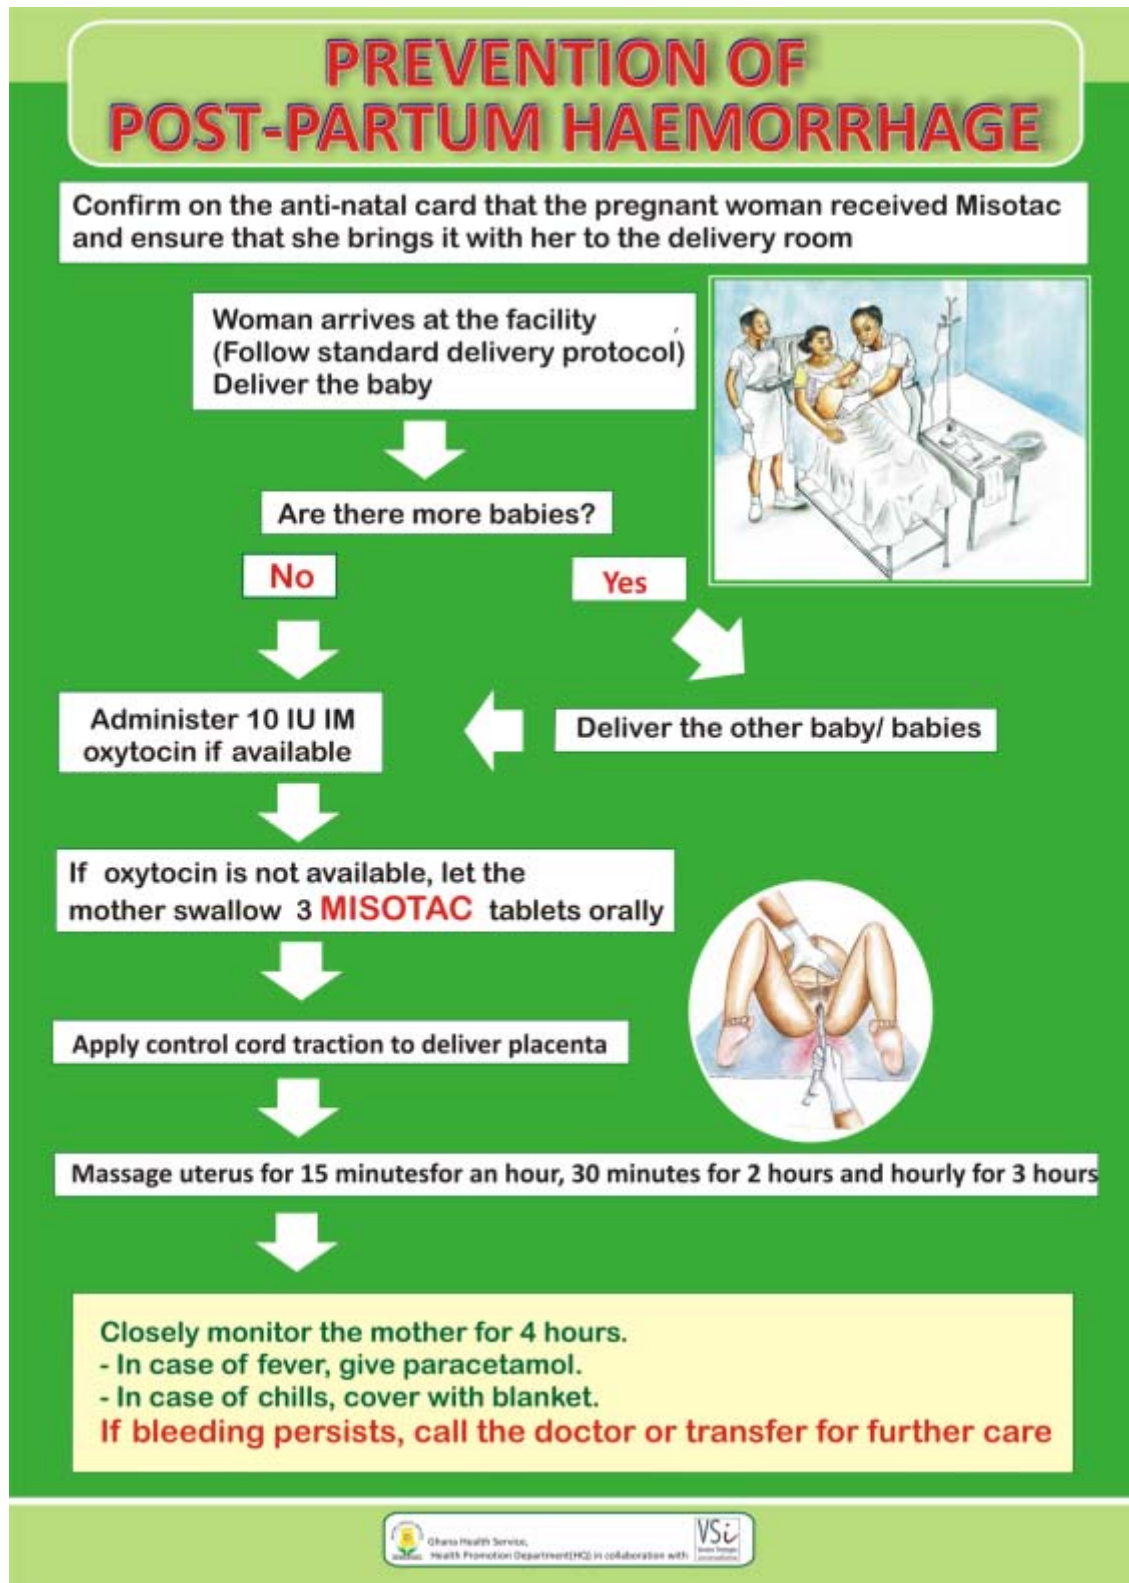 PREVENTION OF
POST-PARTUM HAEMORRHAGE
Confirm on the anti-natal card that the pregnant woman received Misotac
and ensure that she brings it with her to the delivery room
Woman arrives at the facility
(Follow standard delivery protocol)
Deliver the baby
Are there more babies?
No
Yes
Deliver the other baby/ babies
Administer 10 IU IM
oxytocin if available
If oxytocin is not available, let the
mother swallow 3 MISOTAC tablets orally
Apply control cord traction to deliver placenta
Massage uterus for 15 minutesfor an hour, 30 minutes for 2 hours and hourly for 3 hours
Closely monitor the mother for 4 hours.
- In case of fever, give paracetamol.
- In case of chills, cover with blanket.
If bleeding persists, call the doctor or transfer for further care
Ghana Health Service,
Health Promotion Department(HQ) in collaboration with
VSi